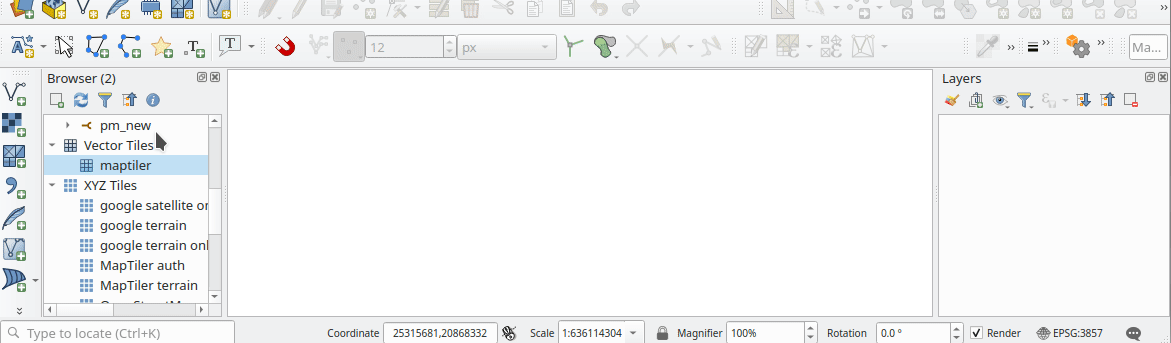 12
px
Ma...
Browser (2)
Layers
pm_new
Vector Tiles
maptiler
XYZ Tiles
google satellite or
google terrain
google terrain onl
MapTiler auth
MapTiler terrain
Type to locate (Ctrl+K)
Coordinate 25315681,20868332 Scale 1:636114304 Magnifier 100% Rotation 0.0 ° Render EPSG:3857